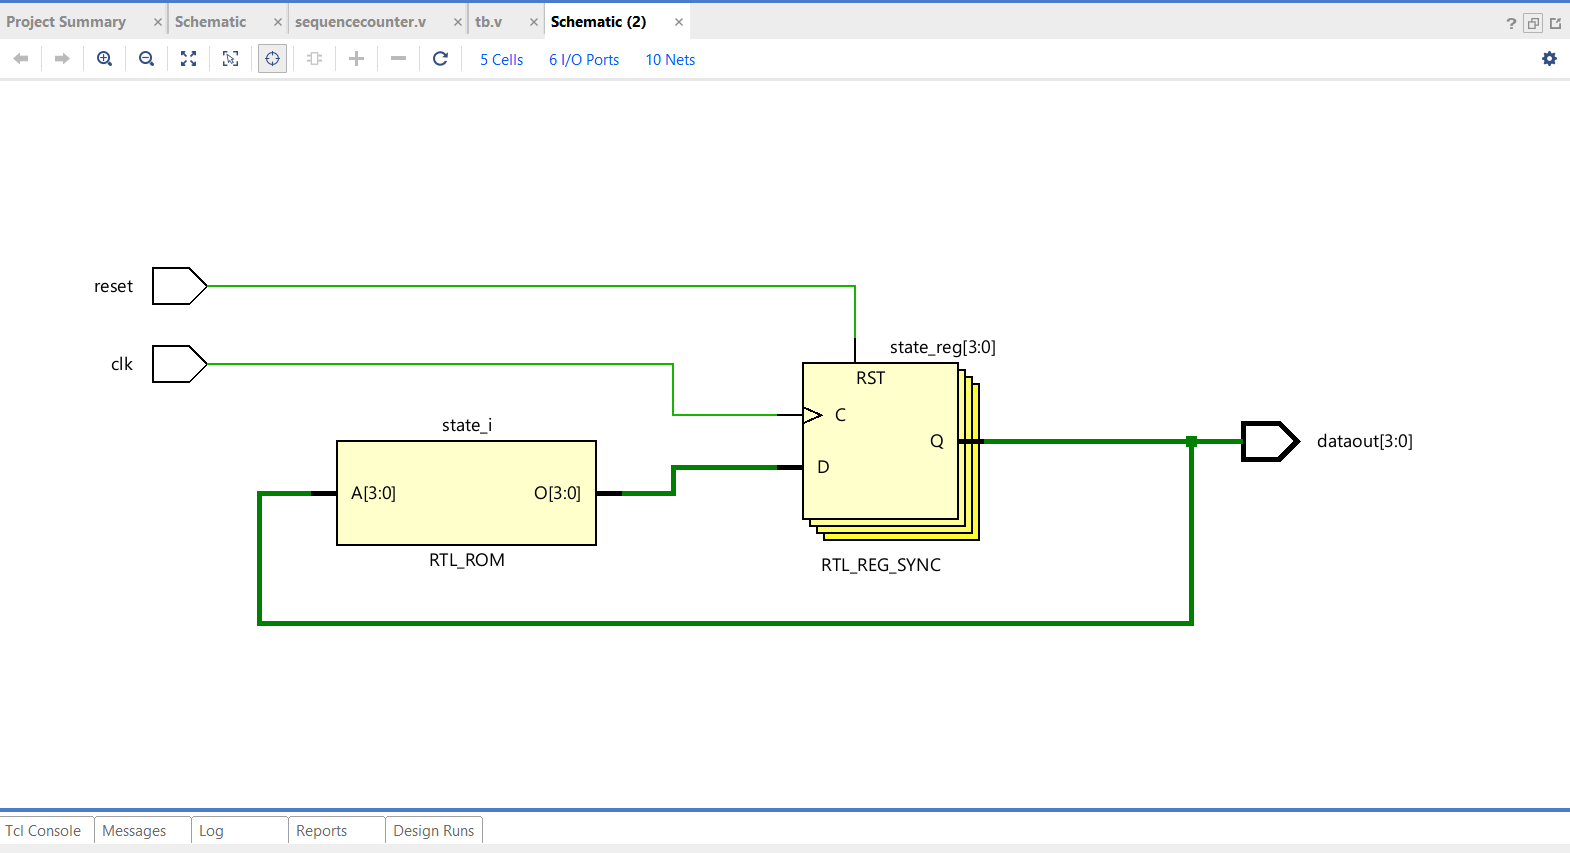 Project Summary × Schematic × sequencecounter.v × tb.v × Schematic (2) × ?
5 Cells 6 I/O Ports 10 Nets
reset
clk
state_reg[3:0]
RST
C
Q
D
dataout[3:0]
state_i
A[3:0] O[3:0]
RTL_ROM
RTL_REG_SYNC
Tcl Console Messages Log Reports Design Runs